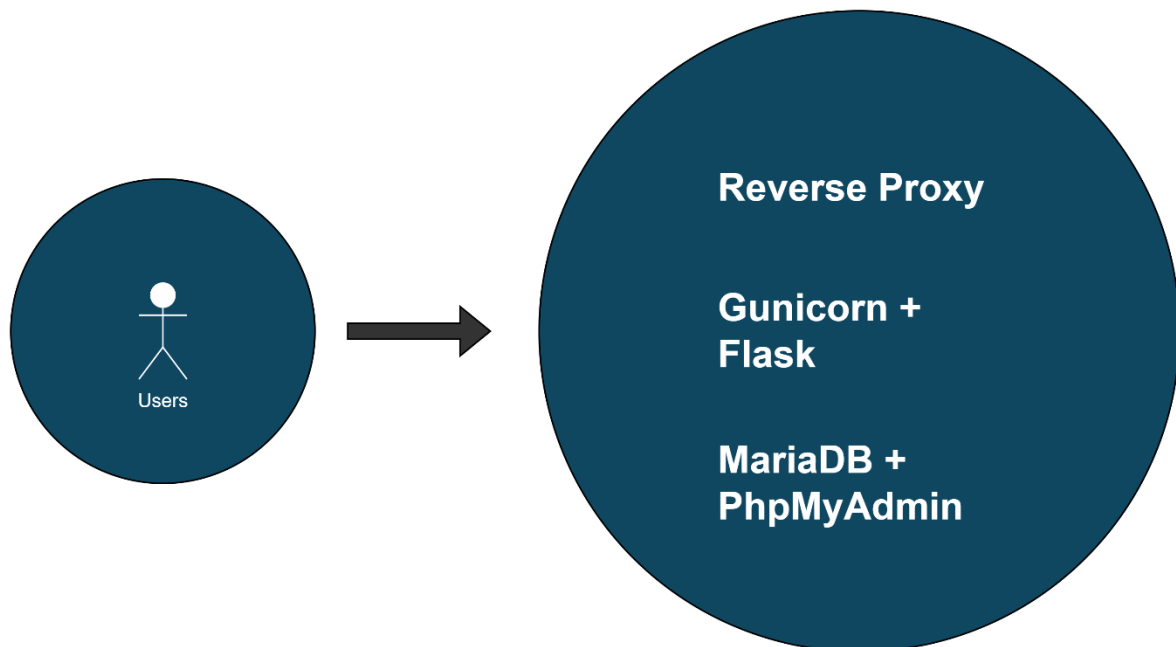 Users
Reverse Proxy
Gunicorn +
Flask
MariaDB +
PhpMyAdmin